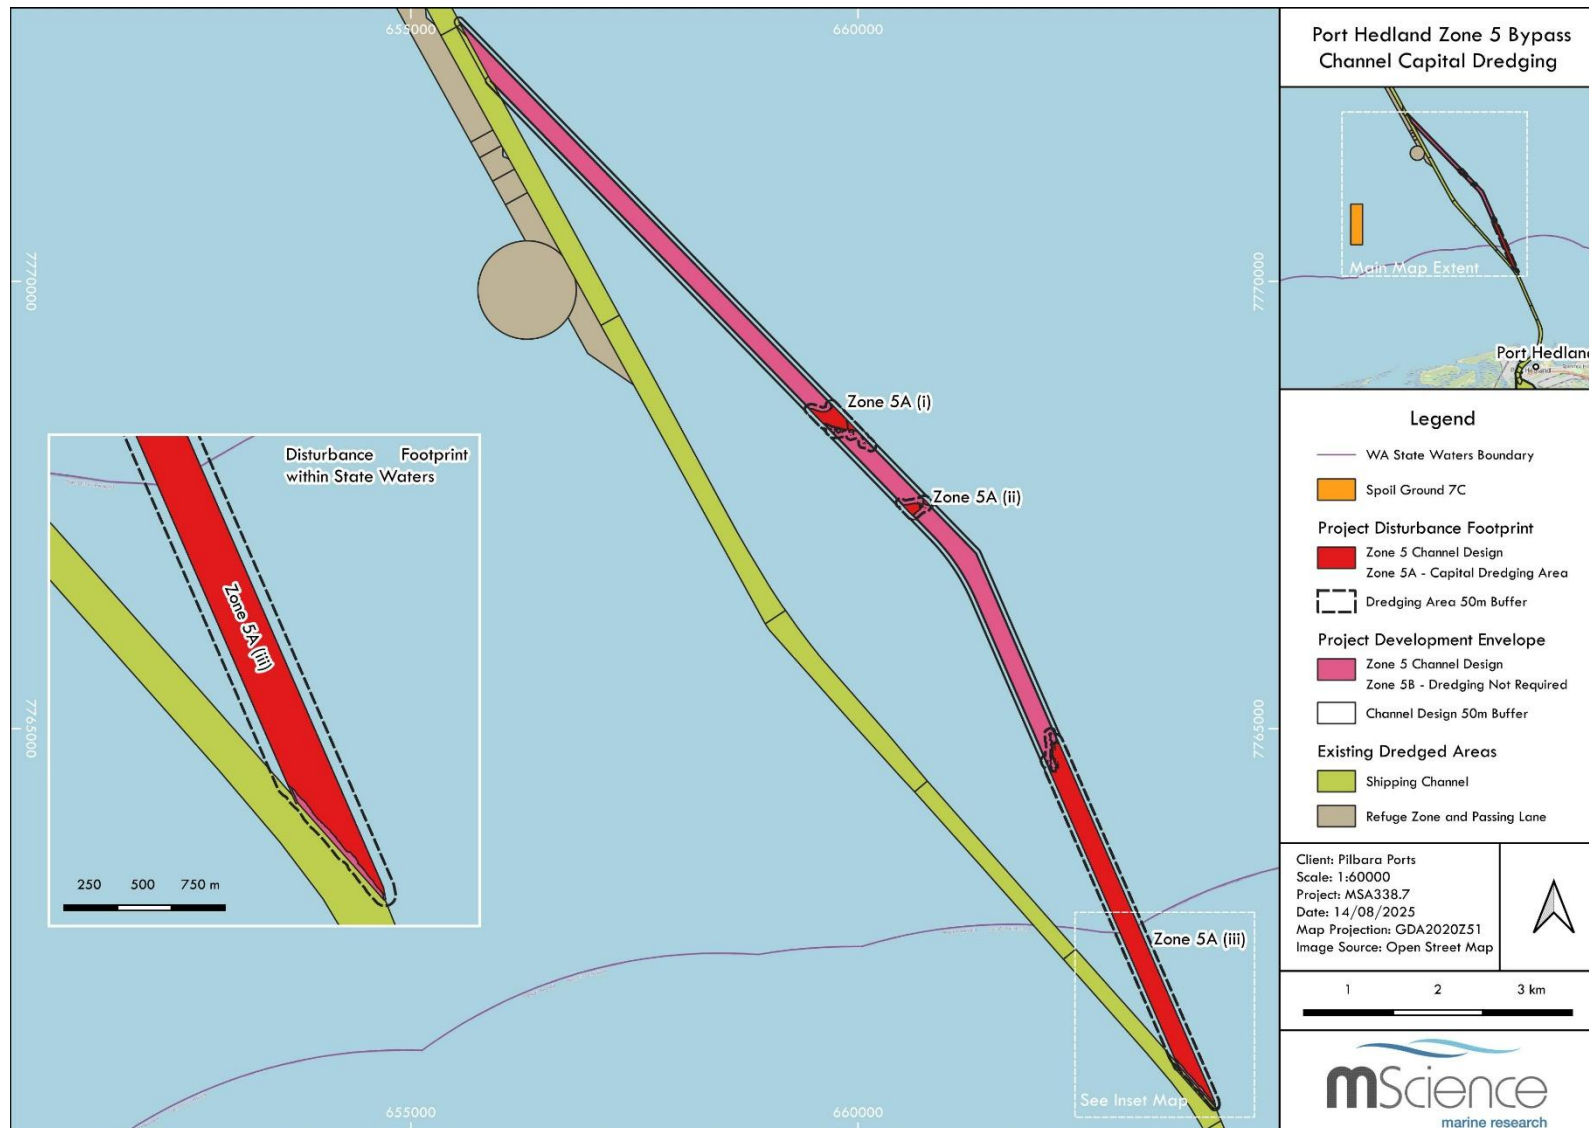 655000
660000
7770000
7770000
7765000
7765000
655000
660000
Zone 5A (i)
Zone 5A (ii)
Zone 5A (iii)
See Inset Map
Disturbance Footprint
within State Waters
Zone 5A (iii)
250 500 750 m
Port Hedland Zone 5 Bypass
Channel Capital Dredging
Main Map Extent
Port Hedland
Legend
WA State Waters Boundary
Spoil Ground 7C
Project Disturbance Footprint
Zone 5 Channel Design
Zone 5A - Capital Dredging Area
Dredging Area 50m Buffer
Project Development Envelope
Zone 5 Channel Design
Zone 5B - Dredging Not Required
Channel Design 50m Buffer
Existing Dredged Areas
Shipping Channel
Refuge Zone and Passing Lane
Client: Pilbara Ports
Scale: 1:60000
Project: MSA338.7
Date: 14/08/2025
Map Projection: GDA2020Z51
Image Source: Open Street Map
1 2 3 km
mScience
marine research